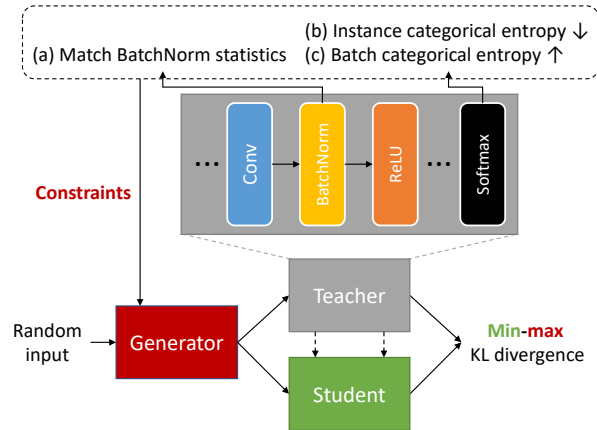 (b) Instance categorical entropy ↓
(a) Match BatchNorm statistics
(c) Batch categorical entropy ↑
... Conv BatchNorm ReLU ... Softmax
Constraints
Teacher
Random
input
Generator
Min-max
KL divergence
Student